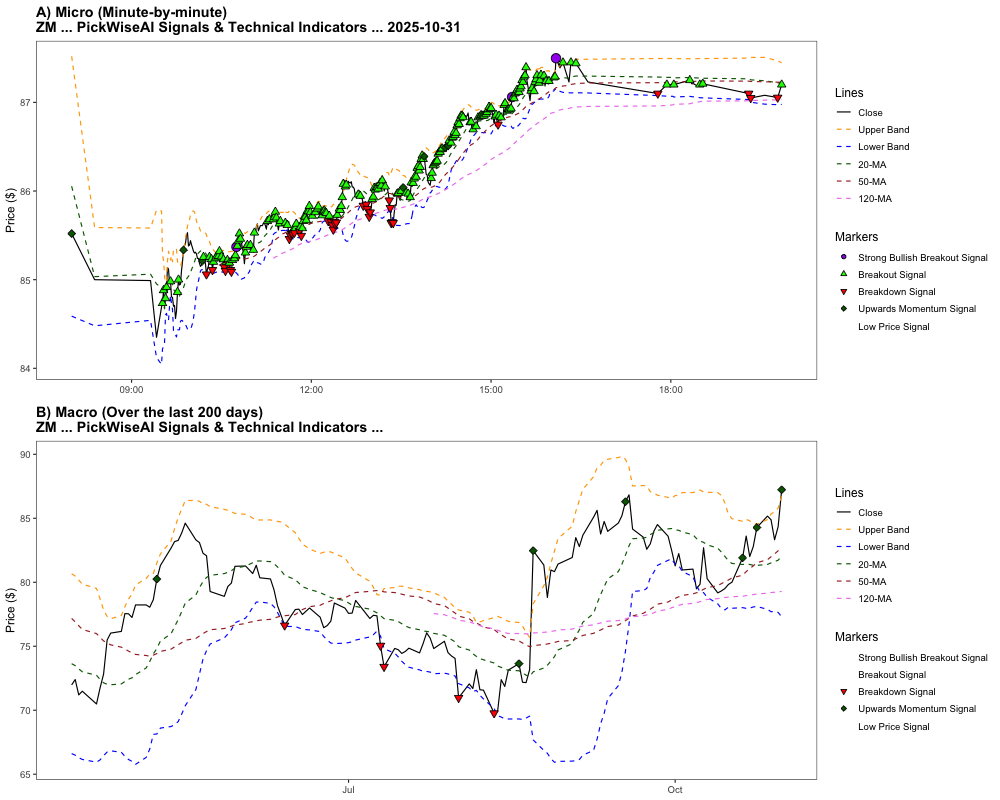 A) Micro (Minute-by-minute)
ZM ... PickWiseAI Signals & Technical Indicators ... 2025-10-31
Price ($)
87
86
85
84
09:00
12:00
15:00
18:00
Lines
Close
Upper Band
Lower Band
20-MA
50-MA
120-MA
Markers
Strong Bullish Breakout Signal
Breakout Signal
Breakdown Signal
Upwards Momentum Signal
Low Price Signal
B) Macro (Over the last 200 days)
ZM ... PickWiseAI Signals & Technical Indicators ...
Price ($)
90
85
80
75
70
65
Jul
Oct
Lines
Close
Upper Band
Lower Band
20-MA
50-MA
120-MA
Markers
Strong Bullish Breakout Signal
Breakout Signal
Breakdown Signal
Upwards Momentum Signal
Low Price Signal